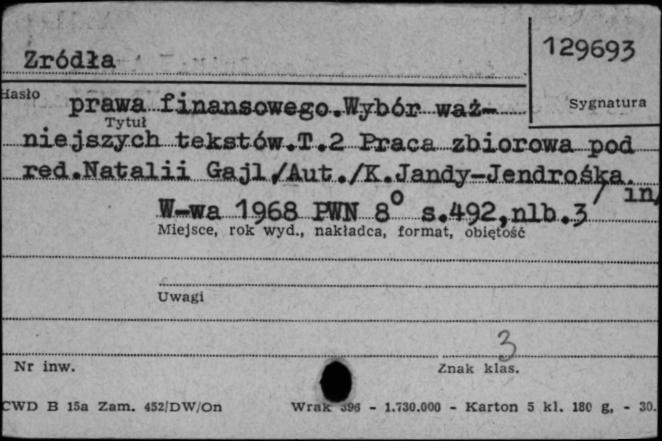 129693
Zródła
Hasło
Sygnatura
prawa finansowego.Wybór waż-
Tytuł
niejszych tekstów.T.2 Praca zbiorowa pod
red.Natalii Gajl/Aut./K.Jandy-Jendrośka.
/ in/
W-wa 1968 PWN 8° s.492,nlb.3
Miejsce, rok wyd., nakładca, format, objętość
Uwagi
3
Nr inw.
Znak klas.
CWD B 15a Zam. 452/DW/On
Wrak 396 - 1.730.000 - Karton 5 kl. 180 g, - 30.